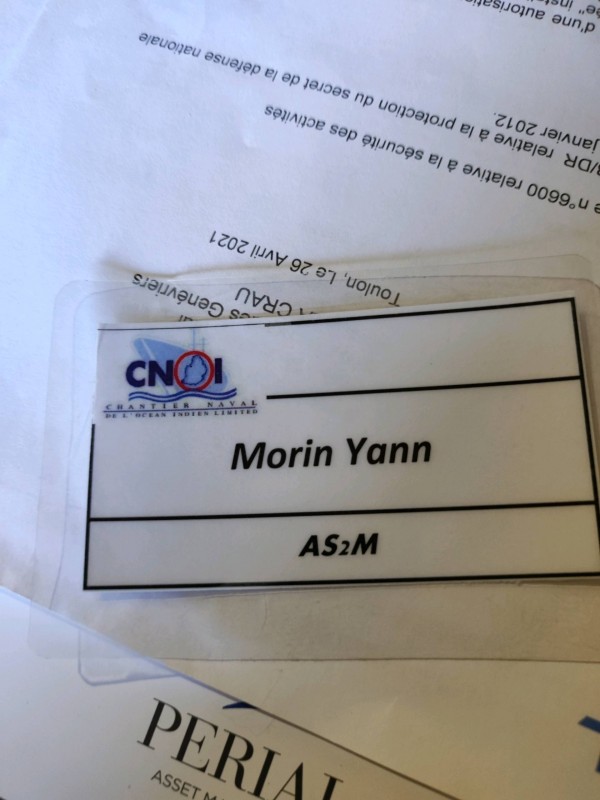 CNOI
CHANTIER NAVAL
DE L'OCEAN INDIEN LIMITED
Morin Yann
AS2M
Toulon, Le 26 Avril 2021
CRAU
Genévriers
n°6600 relative à la sécurité des activités
/DR relative à la protection du secret de la défense nationale
janvier 2012.
d'une
PERIAL
ASSET